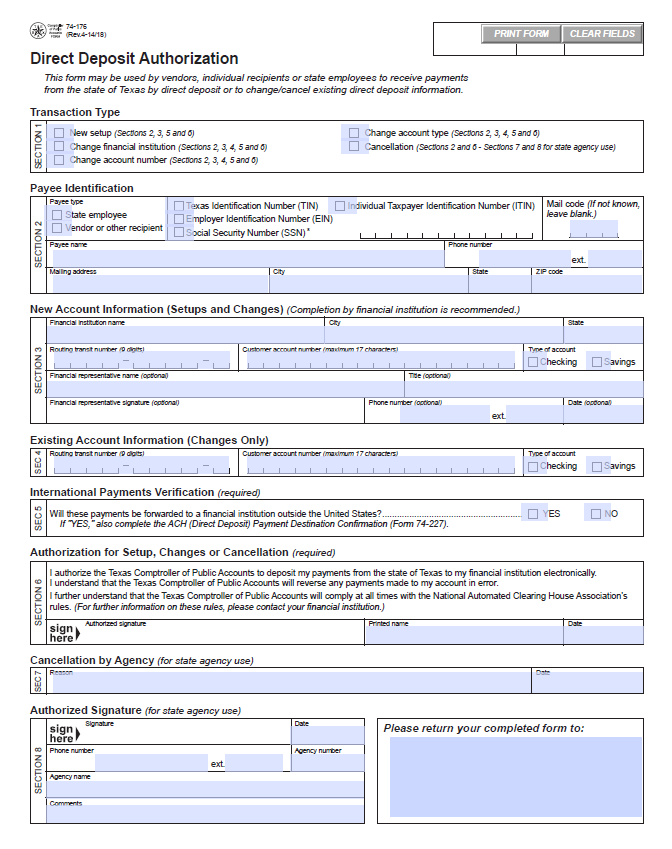 Comptroller of Public Accounts FORM
74-176
(Rev.4-14/18)
PRINT FORM
CLEAR FIELDS
Direct Deposit Authorization
This form may be used by vendors, individual recipients or state employees to receive payments
from the state of Texas by direct deposit or to change/cancel existing direct deposit information.
Transaction Type
SECTION 1
New setup (Sections 2, 3, 5 and 6)
Change account type (Sections 2, 3, 4, 5 and 6)
Change financial institution (Sections 2, 3, 4, 5 and 6)
Cancellation (Sections 2 and 6 - Sections 7 and 8 for state agency use)
Change account number (Sections 2, 3, 4, 5 and 6)
Payee Identification
SECTION 2
Payee type
State employee
Vendor or other recipient
Texas Identification Number (TIN)
Individual Taxpayer Identification Number (ITIN)
Employer Identification Number (EIN)
Social Security Number (SSN)*
Mail code (If not known,
leave blank.)
Payee name
Phone number
ext.
Mailing address
City
State
ZIP code
New Account Information (Setups and Changes) (Completion by financial institution is recommended.)
SECTION 3
Financial institution name
City
State
Routing transit number (9 digits)
Customer account number (maximum 17 characters)
Type of account
Checking
Savings
Financial representative name (optional)
Title (optional)
Financial representative signature (optional)
Phone number (optional)
ext.
Date (optional)
Existing Account Information (Changes Only)
SEC 4
Routing transit number (9 digits)
Customer account number (maximum 17 characters)
Type of account
Checking
Savings
International Payments Verification (required)
SEC 5
Will these payments be forwarded to a financial institution outside the United States?
YES
NO
If "YES," also complete the ACH (Direct Deposit) Payment Destination Confirmation (Form 74-227).
Authorization for Setup, Changes or Cancellation (required)
SECTION 6
I authorize the Texas Comptroller of Public Accounts to deposit my payments from the state of Texas to my financial institution electronically.
I understand that the Texas Comptroller of Public Accounts will reverse any payments made to my account in error.
I further understand that the Texas Comptroller of Public Accounts will comply at all times with the National Automated Clearing House Association's
rules. (For further information on these rules, please contact your financial institution.)
sign
here
Authorized signature
Printed name
Date
Cancellation by Agency (for state agency use)
SEC 7
Reason
Date
Authorized Signature (for state agency use)
SECTION 8
sign
here
Signature
Date
Phone number
ext.
Agency number
Agency name
Comments
Please return your completed form to: